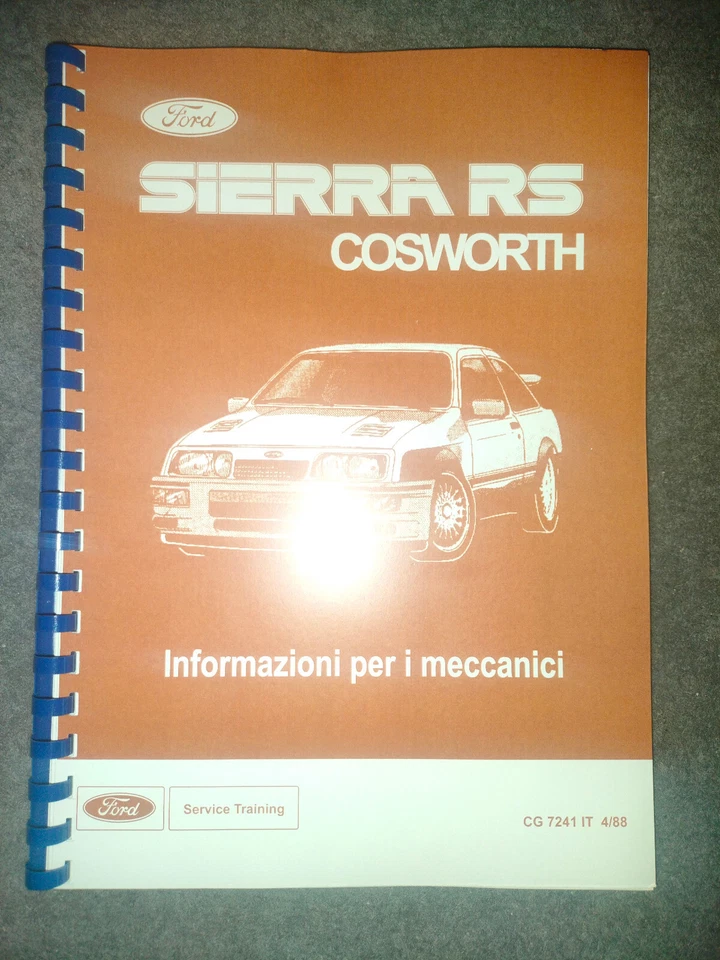 Ford
SIERRA RS
COSWORTH
Informazioni per i meccanici
Ford
Service Training
CG 7241 IT 4/88